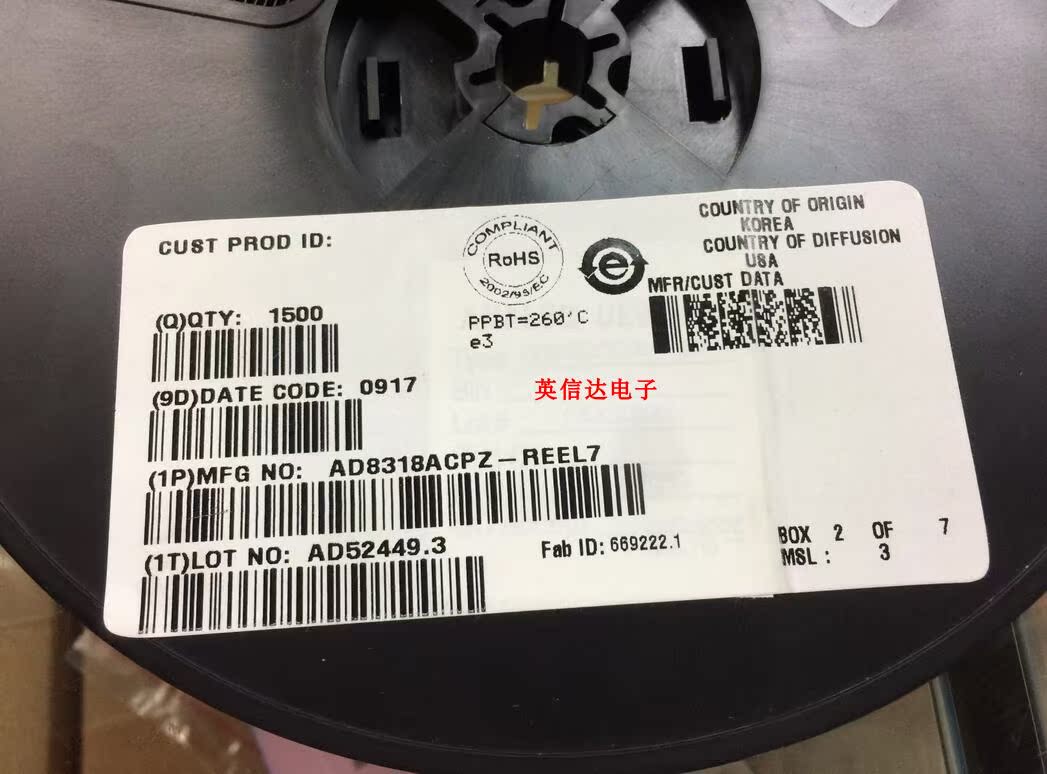 CUST PROD ID:
COMPLIANT
RoHS
2002/95/EC
e
COUNTRY OF ORIGIN
KOREA
COUNTRY OF DIFFUSION
USA
MFR/CUST DATA
(Q)QTY: 1500
PPBT=260'C
e3
(9D)DATE CODE: 0917
英信达电子
(1P)MFG NO: AD8318ACPZ-REEL7
(1T)LOT NO: AD52449.3
Fab ID: 669222.1
BOX 2 OF 7
MSL: 3